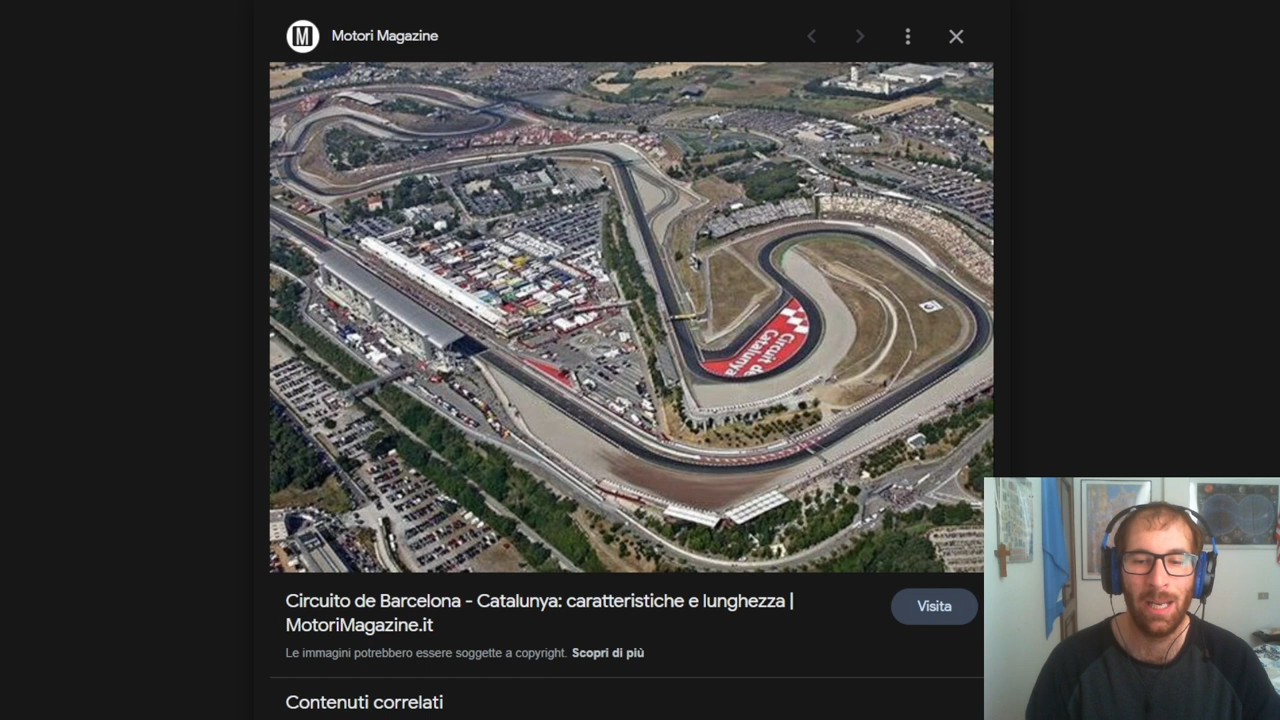 M
Motori Magazine
Circuit de
Catalunya
Circuito de Barcelona - Catalunya: caratteristiche e lunghezza |
MotoriMagazine.it
Visita
Le immagini potrebbero essere soggette a copyright. Scopri di più
Contenuti correlati